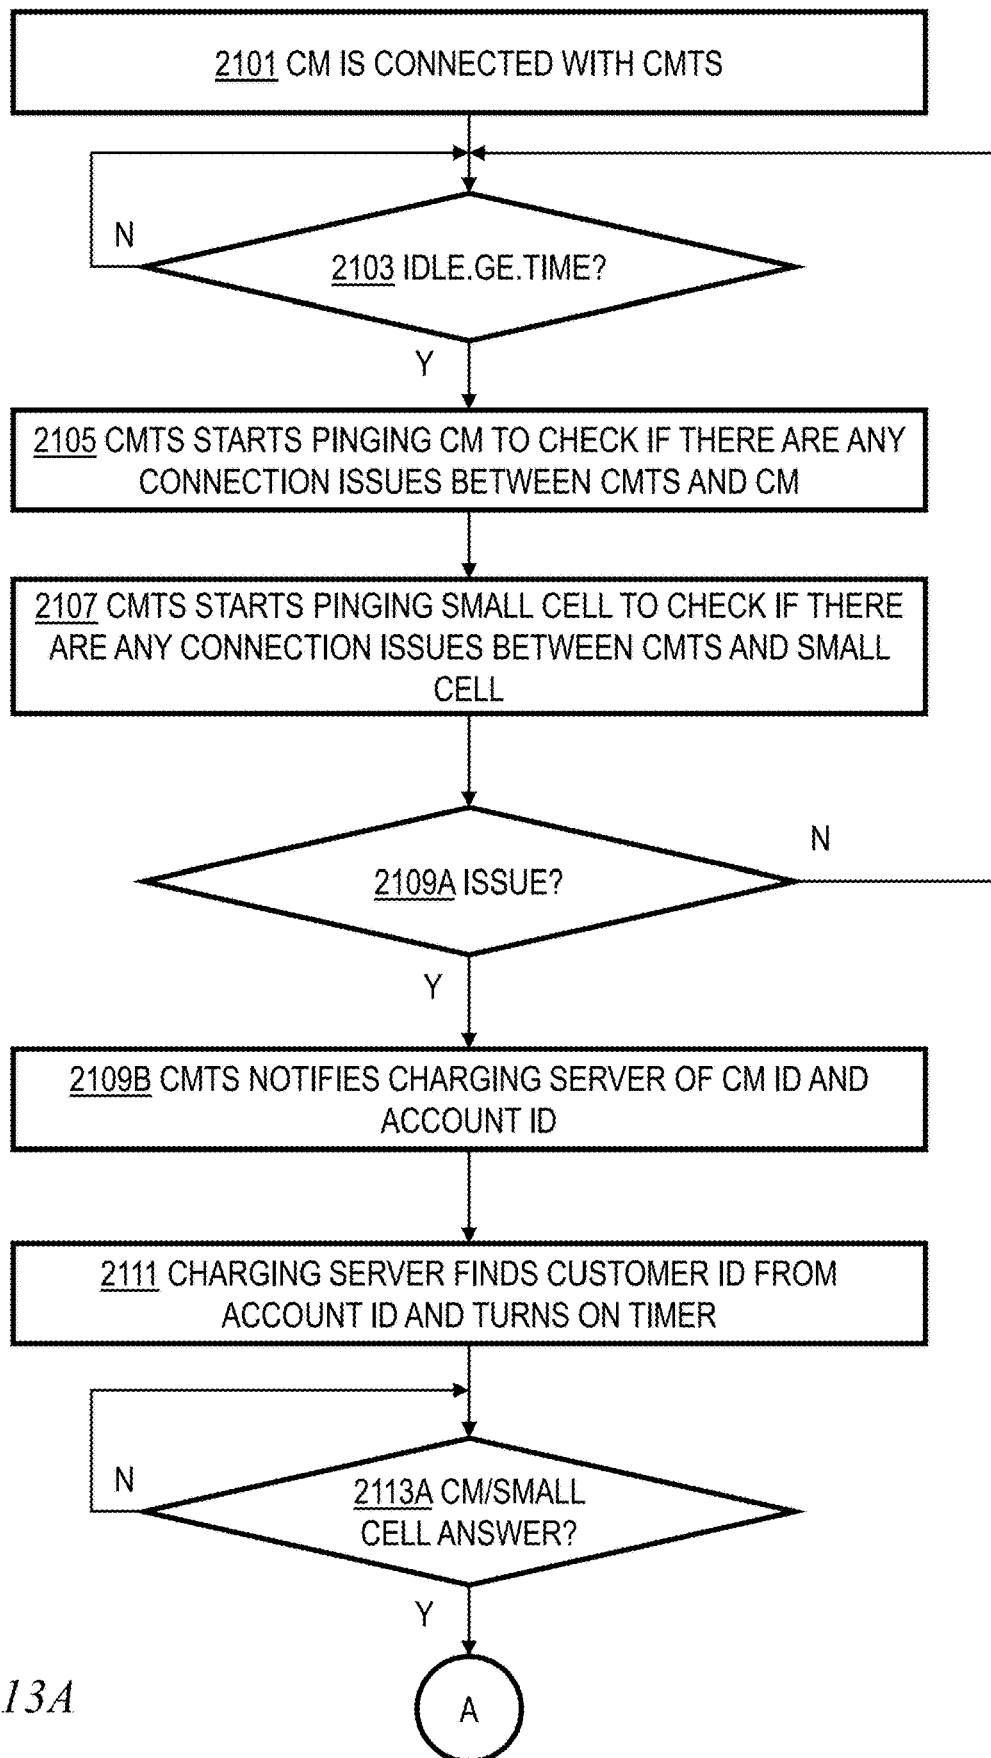 2101 CM IS CONNECTED WITH CMTS
N
2103 IDLE.GE.TIME?
Y
2105 CMTS STARTS PINGING CM TO CHECK IF THERE ARE ANY
CONNECTION ISSUES BETWEEN CMTS AND CM
2107 CMTS STARTS PINGING SMALL CELL TO CHECK IF THERE
ARE ANY CONNECTION ISSUES BETWEEN CMTS AND SMALL
CELL
N
2109A ISSUE?
Y
2109B CMTS NOTIFIES CHARGING SERVER OF CM ID AND
ACCOUNT ID
2111 CHARGING SERVER FINDS CUSTOMER ID FROM
ACCOUNT ID AND TURNS ON TIMER
N
2113A CM/SMALL
CELL ANSWER?
Y
A
13A